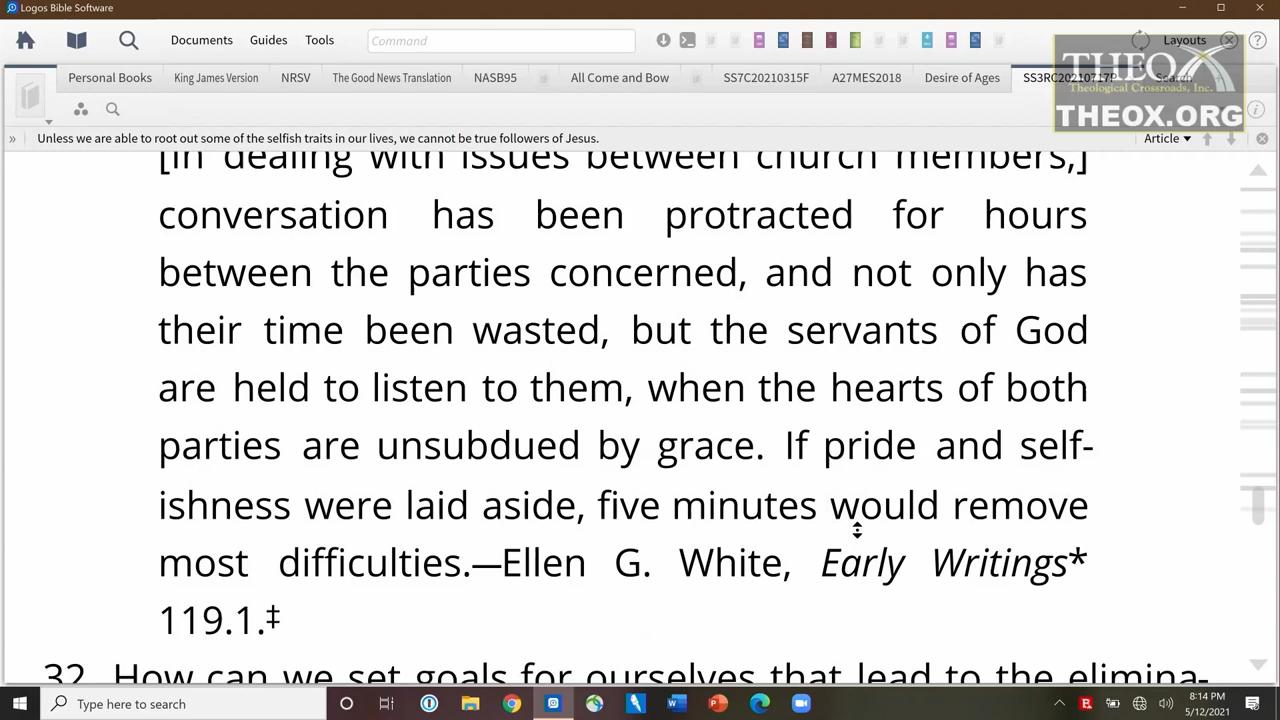 Logos Bible Software
Documents Guides Tools Command Layouts
THEOX
Theological Crossroads, Inc.
THEOX.ORG
Personal Books King James Version NRSV The Good News Translation NASB95 All Come and Bow SS7C20210315F A27MES2018 Desire of Ages SS3RC20210717P Search
» Unless we are able to root out some of the selfish traits in our lives, we cannot be true followers of Jesus. Article
[In dealing with issues between church members,]
conversation has been protracted for hours
between the parties concerned, and not only has
their time been wasted, but the servants of God
are held to listen to them, when the hearts of both
parties are unsubdued by grace. If pride and self-
ishness were laid aside, five minutes would remove
most difficulties.—Ellen G. White, Early Writings*
119.1.‡
32. How can we set goals for ourselves that lead to the elimina-
Type here to search
8:14 PM
5/12/2021